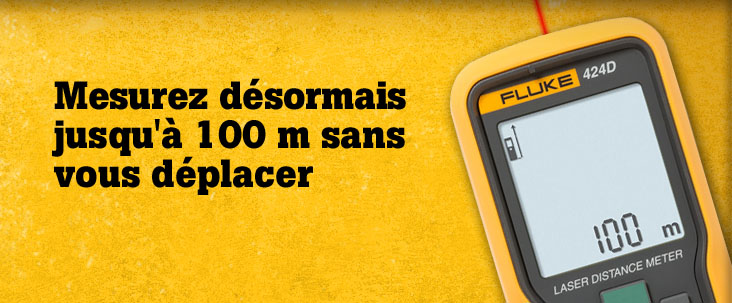 Mesurez désormais
jusqu'à 100 m sans
vous déplacer
FLUKE 424D
100 m
LASER DISTANCE METER